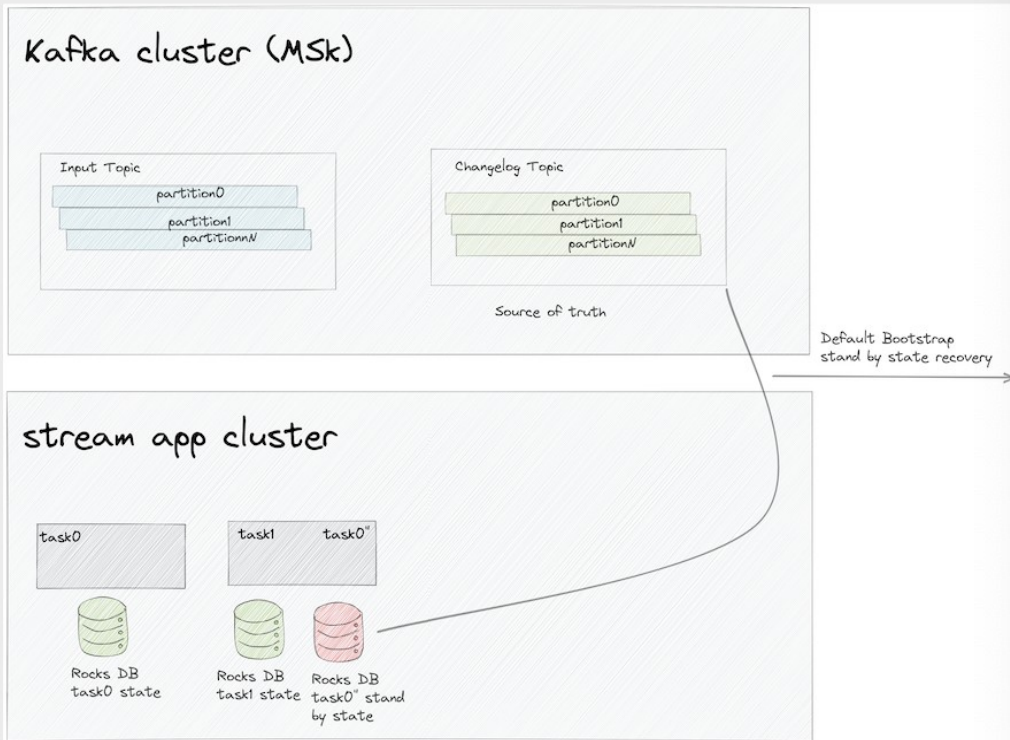 Kafka cluster (MSk)
Input Topic
partition0
partition1
partitionnN
Changelog Topic
partition0
partition1
partitionN
Source of truth
Default Bootstrap
stand by state recovery
stream app cluster
task0
task1
task0"
Rocks DB
task0 state
Rocks DB
task1 state
Rocks DB
task0" stand
by state